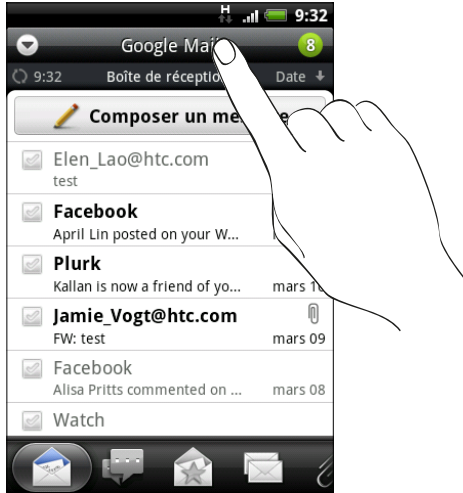 H 9:32
Google Mail 8
9:32 Boîte de réceptio Date
Composer un me e
Elen_Lao@htc.com
test
Facebook
April Lin posted on your W...
Plurk
Kallan is now a friend of yo... mars 10
Jamie_Vogt@htc.com
FW: test mars 09
Facebook
Alisa Pritts commented on ... mars 08
Watch